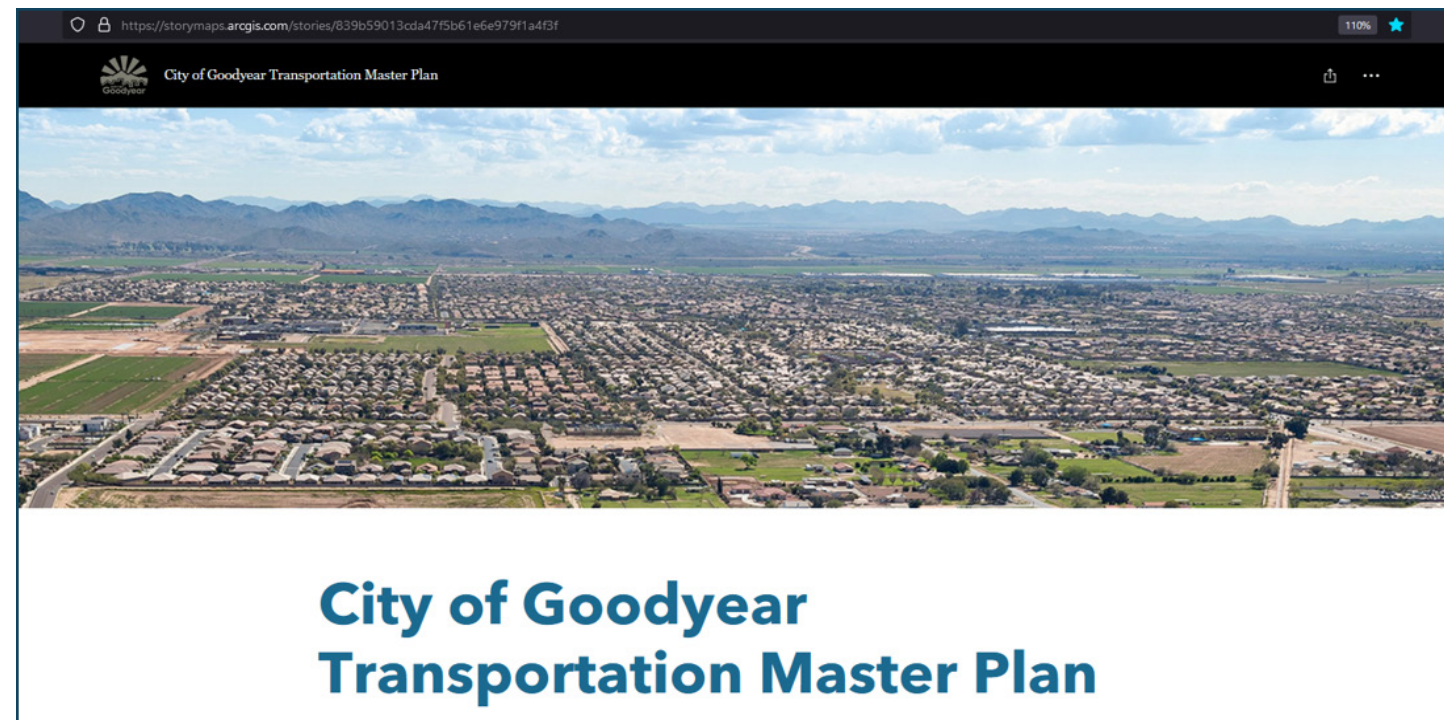 https://storymaps.arcgis.com/stories/839b59013cda47f5b61e6e979f1a4f3f
110%
Goodyear
City of Goodyear Transportation Master Plan
City of Goodyear
Transportation Master Plan